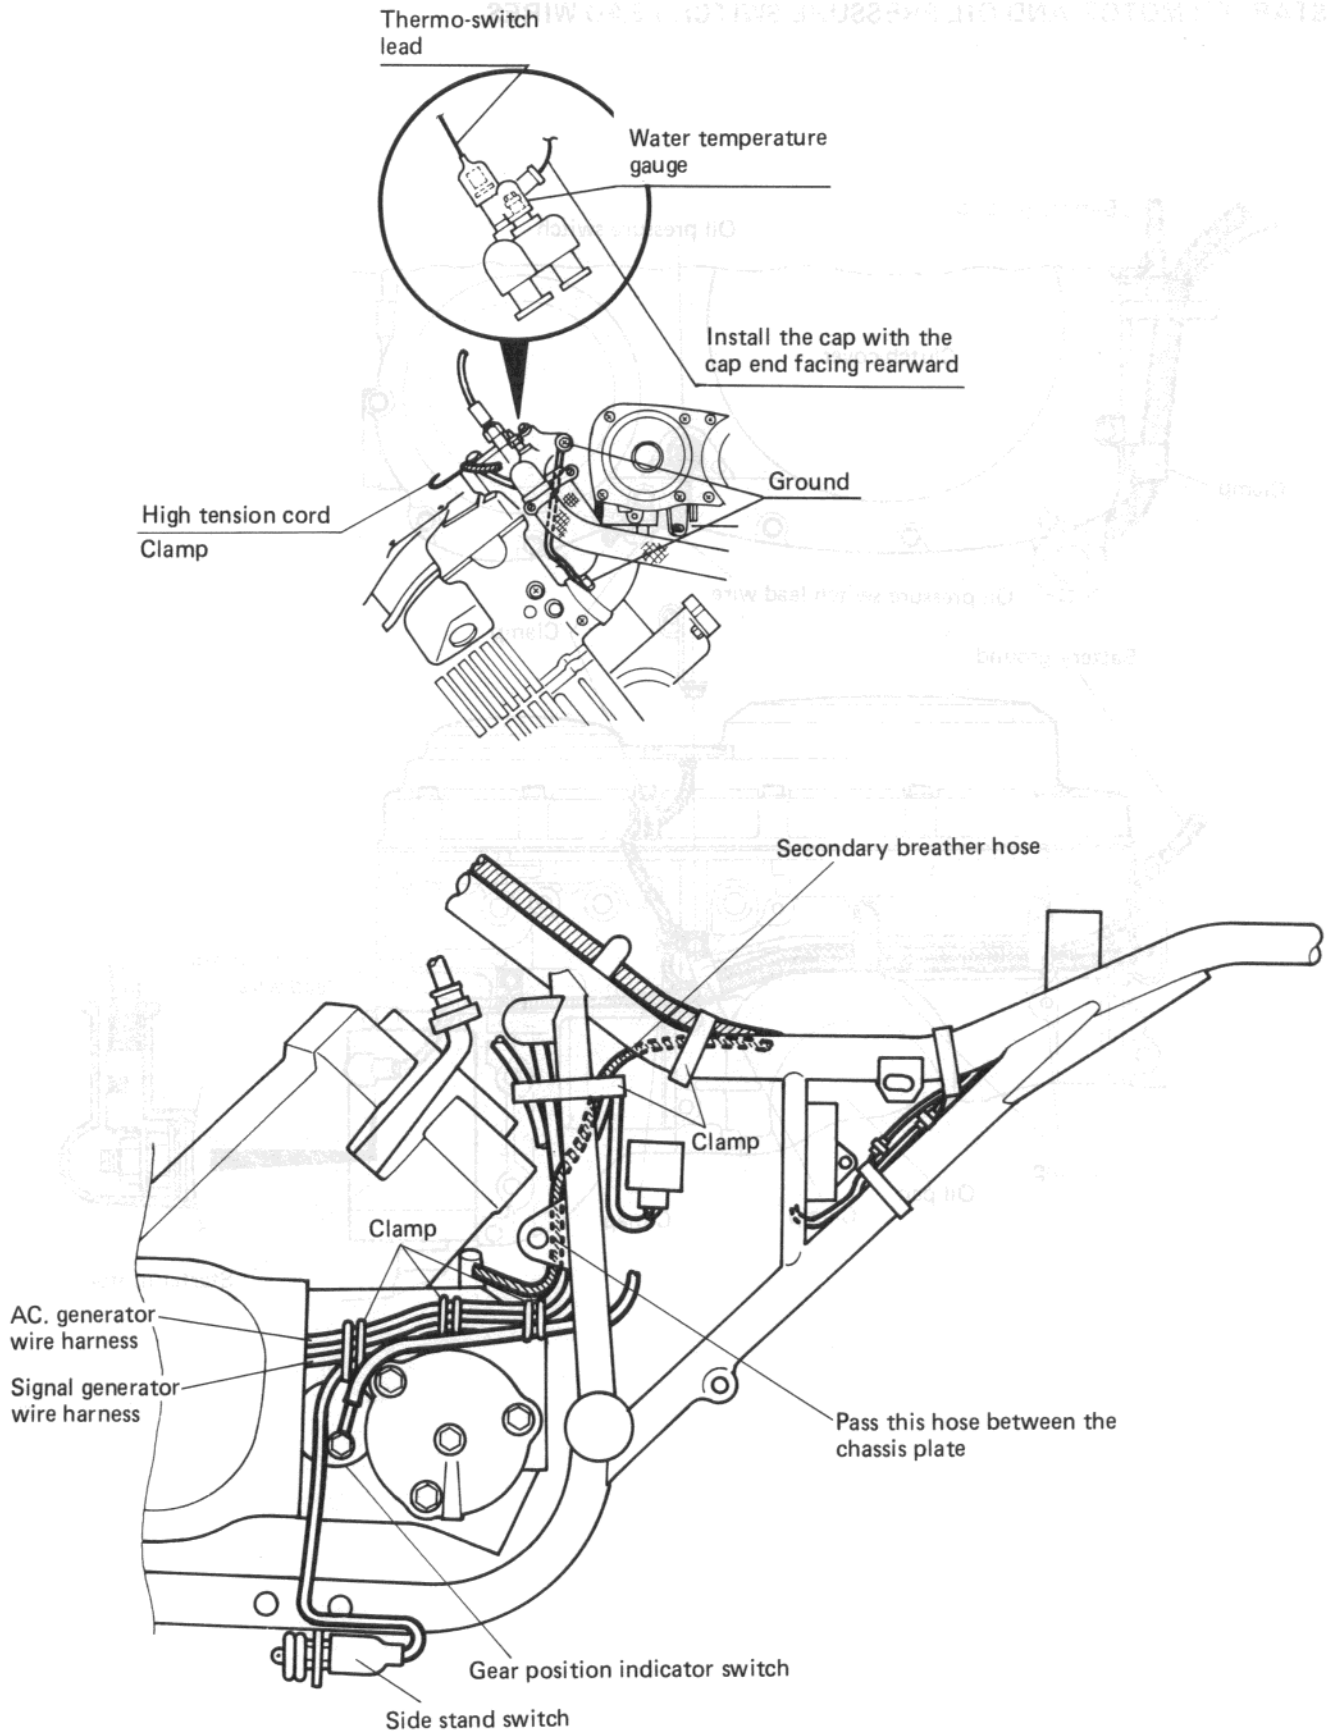 Thermo-switch
lead
Water temperature
gauge
Install the cap with the
cap end facing rearward
Ground
High tension cord
Clamp
Secondary breather hose
Clamp
Clamp
AC. generator
wire harness
Signal generator
wire harness
Pass this hose between the
chassis plate
Gear position indicator switch
Side stand switch